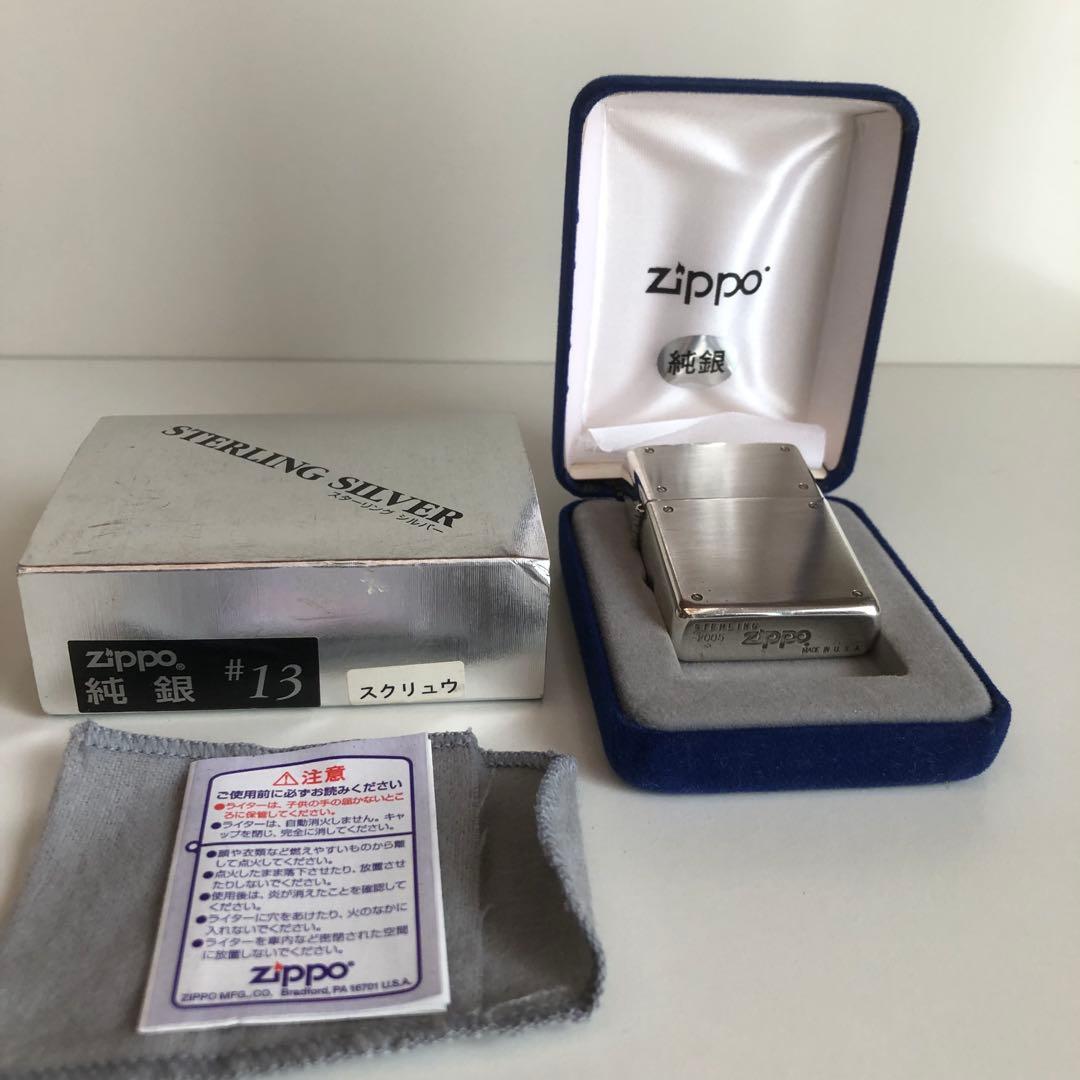 Zippo
純銀
STERLING SILVER
スターリング シルバー
Zippo®
純 銀 #13
スクリュウ
STERLING
Zippo
MADE IN U.S.A.
⚠注意
ご使用前に必ずお読みください
●ライターは、子供の手の届かないとこ
ろに保管してください。
●ライターは、自動消火しません。キャ
ップを閉じ、完全に消してください。
●顔や衣類など燃えやすいものから離
して点火してください。
●点火したまま落下させたり、放置させ
たりしないでください。
●使用後は、炎が消えたことを確認して
ください。
●ライターに穴をあけたり、火のなかに
入れないでください。
●ライターを車内など密閉された空間
に放置しないでください。
Zippo
ZIPPO MFG., CO. Bradford, PA 16701 U.S.A.